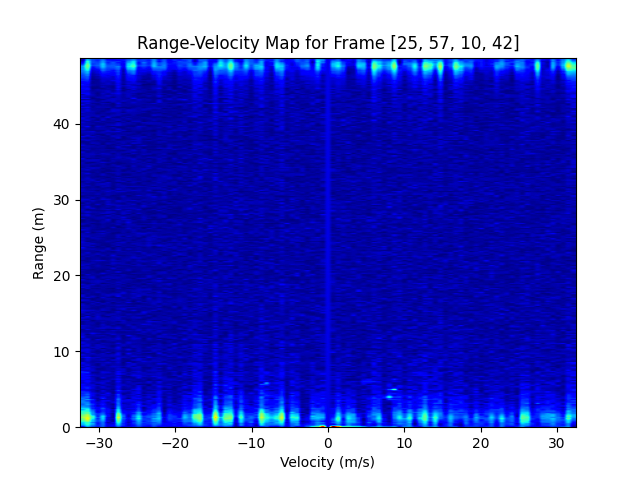 Range-Velocity Map for Frame [25, 57, 10, 42]
40
30
20
10
0
Range (m)
−30 −20 −10 0 10 20 30
Velocity (m/s)